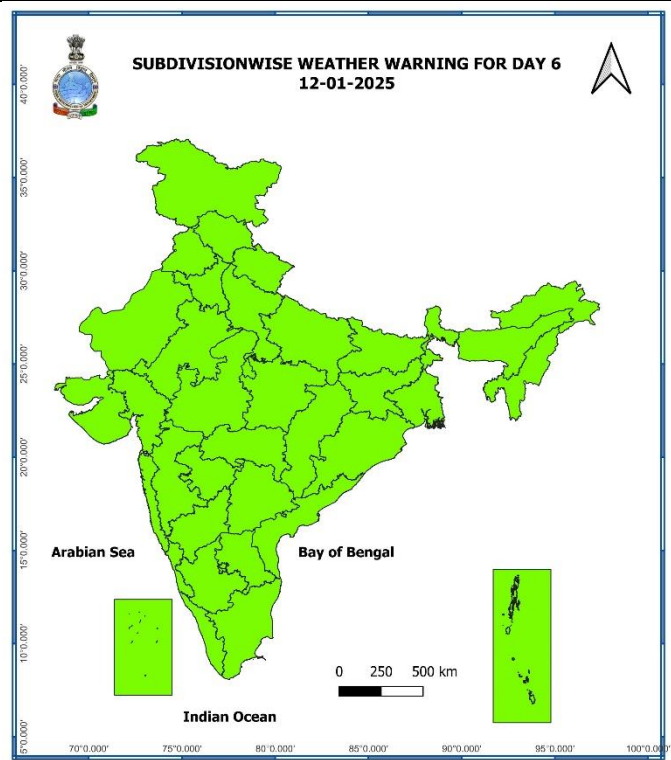 SUBDIVISIONWISE WEATHER WARNING FOR DAY 6
12-01-2025
40°0.000'
35°0.000'
30°0.000'
25°0.000'
20°0.000'
15°0.000'
10°0.000'
5°0.000'
Arabian Sea
Bay of Bengal
0 250 500 km
Indian Ocean
70°0.000' 75°0.000' 80°0.000' 85°0.000' 90°0.000' 95°0.000' 100°0.000'